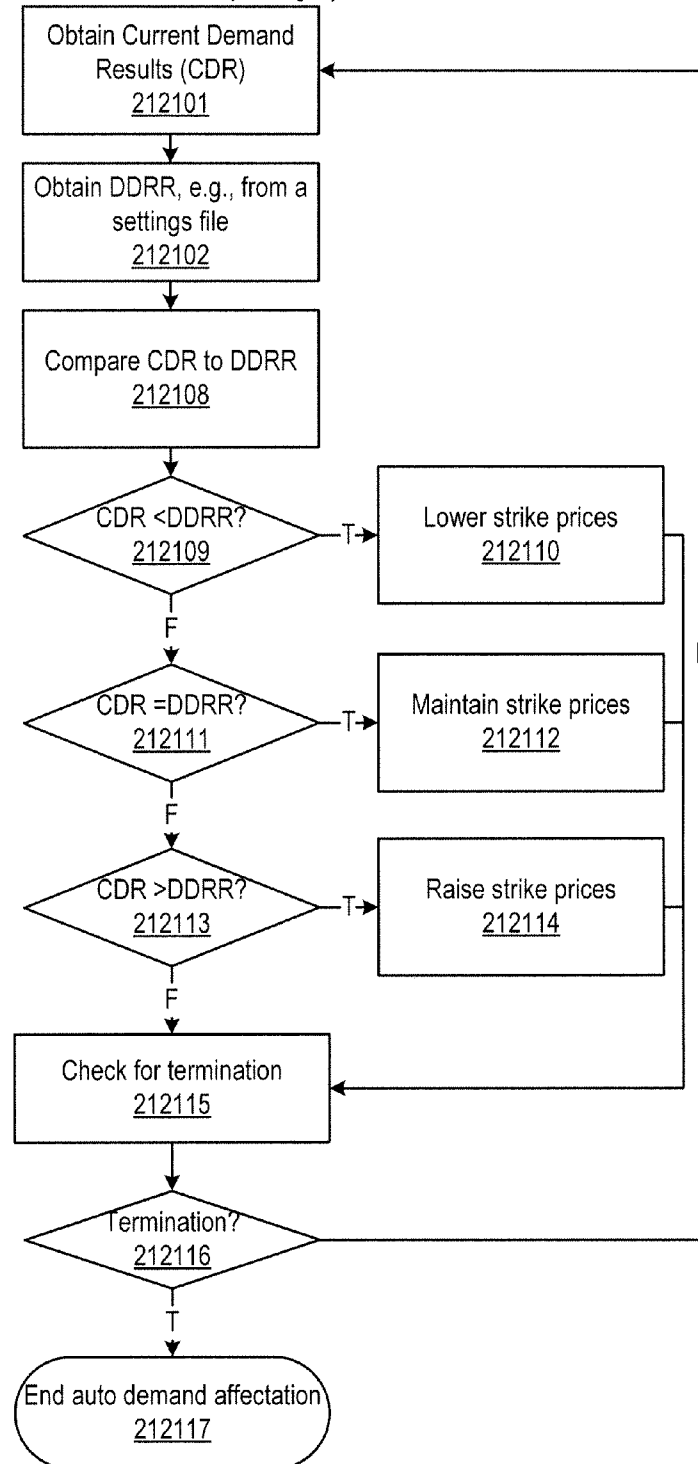 Obtain Current Demand
Results (CDR)
212101
Obtain DDRR, e.g., from a
settings file
212102
Compare CDR to DDRR
212108
CDR <DDRR?
212109
T
Lower strike prices
212110
F
CDR =DDRR?
212111
T
Maintain strike prices
212112
F
CDR >DDRR?
212113
T
Raise strike prices
212114
F
Check for termination
212115
Termination?
212116
T
End auto demand affectation
212117